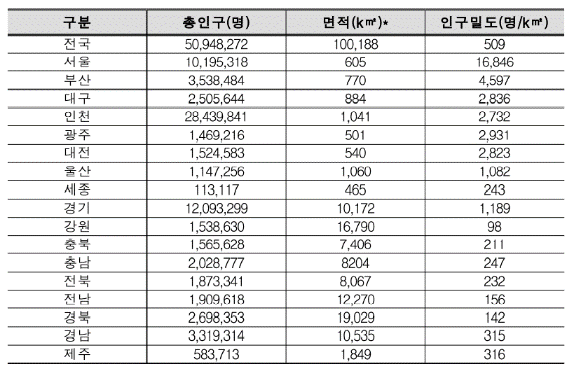 구분 총인구(명) 면적(k㎡)* 인구밀도(명/k㎡)
전국 50,948,272 100,188 509
서울 10,195,318 605 16,846
부산 3,538,484 770 4,597
대구 2,505,644 884 2,836
인천 28,439,841 1,041 2,732
광주 1,469,216 501 2,931
대전 1,524,583 540 2,823
울산 1,147,256 1,060 1,082
세종 113,117 465 243
경기 12,093,299 10,172 1,189
강원 1,538,630 16,790 98
충북 1,565,628 7,406 211
충남 2,028,777 8204 247
전북 1,873,341 8,067 232
전남 1,909,618 12,270 156
경북 2,698,353 19,029 142
경남 3,319,314 10,535 315
제주 583,713 1,849 316